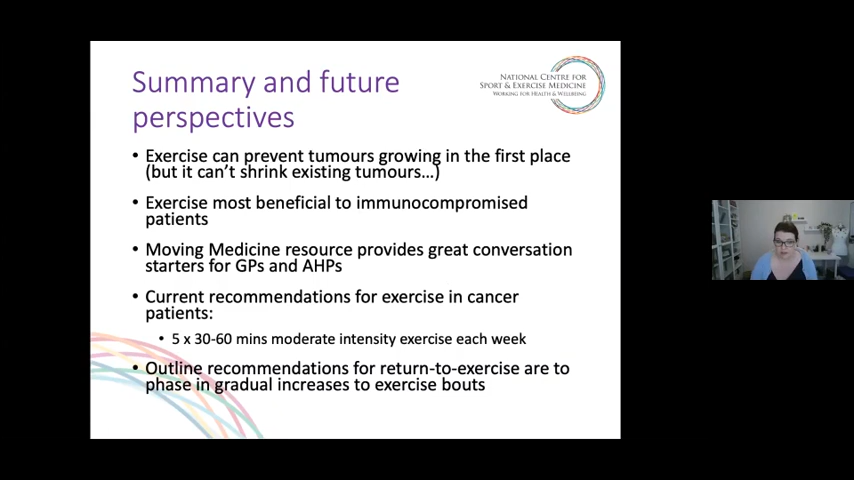 Summary and future
perspectives
NATIONAL CENTRE FOR
SPORT & EXERCISE MEDICINE
WORKING FOR HEALTH & WELLBEING
• Exercise can prevent tumours growing in the first place
(but it can't shrink existing tumours...)
• Exercise most beneficial to immunocompromised
patients
• Moving Medicine resource provides great conversation
starters for GPs and AHPs
• Current recommendations for exercise in cancer
patients:
• 5 x 30-60 mins moderate intensity exercise each week
• Outline recommendations for return-to-exercise are to
phase in gradual increases to exercise bouts